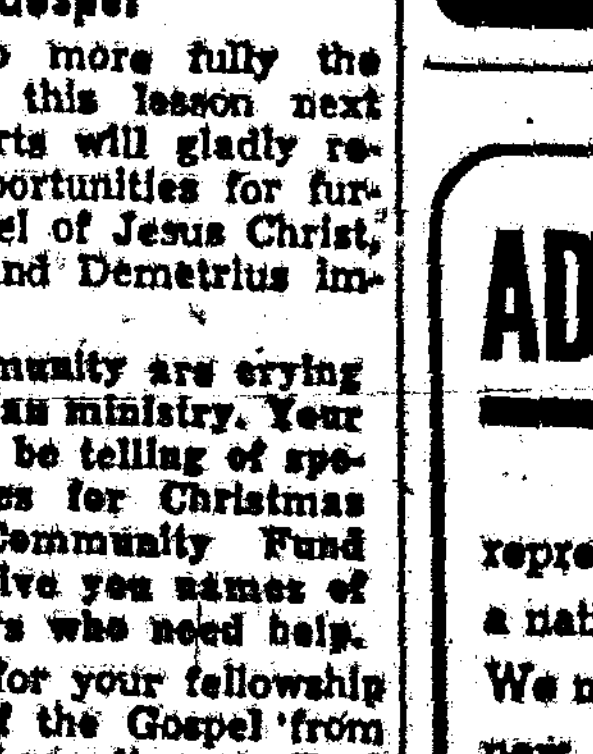 more fully the
this lesson next
rts will gladly re-
portunities for fur-
el of Jesus Christ,
nd Demetrius im-
munity are crying
an ministry. Your
be telling of spe-
es for Christmas
Community Fund
ive you names of
's who need help.
for your fellowship
f the Gospel from
AD
repre
a nat
We n